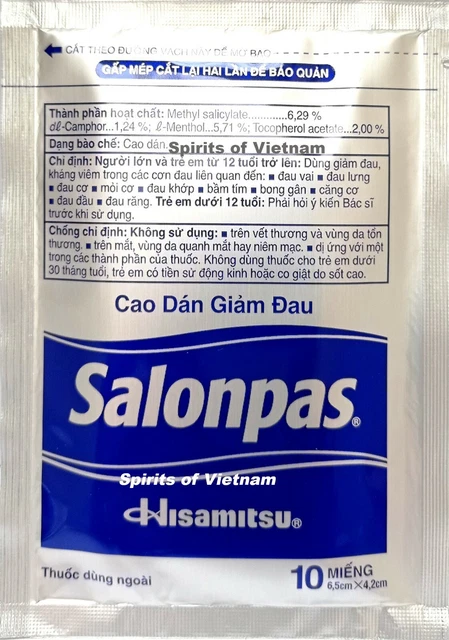 CẮT THEO ĐƯỜNG VẠCH NÀY ĐỂ MỞ BAO
GẤP MÉP CẮT LẠI HAI LẦN ĐỂ BẢO QUẢN
Thành phần hoạt chất: Methyl salicylate.............6,29 %
dℓ-Camphor...1,24 %; ℓ-Menthol...5,71 %; Tocopherol acetate...2,00 %
Dạng bào chế: Cao dán.
Spirits of Vietnam
Chỉ định: Người lớn và trẻ em từ 12 tuổi trở lên: Dùng giảm đau,
kháng viêm trong các cơn đau liên quan đến: ■ đau vai ■ đau lưng
■ đau cơ ■ mỏi cơ ■ đau khớp ■ bầm tím ■ bong gân ■ căng cơ
■ đau đầu ■ đau răng. Trẻ em dưới 12 tuổi: Phải hỏi ý kiến Bác sĩ
trước khi sử dụng.
Chống chỉ định: Không sử dụng: ■ trên vết thương và vùng da tổn
thương. ■ trên mắt, vùng da quanh mắt hay niêm mạc. ■ dị ứng với một
trong các thành phần của thuốc. Không dùng thuốc cho trẻ em dưới
30 tháng tuổi, trẻ em có tiền sử động kinh hoặc co giật do sốt cao.
Cao Dán Giảm Đau
Salonpas®
Spirits of Vietnam
Hisamitsu®
Thuốc dùng ngoài
10 MIẾNG
6,5cm×4,2cm